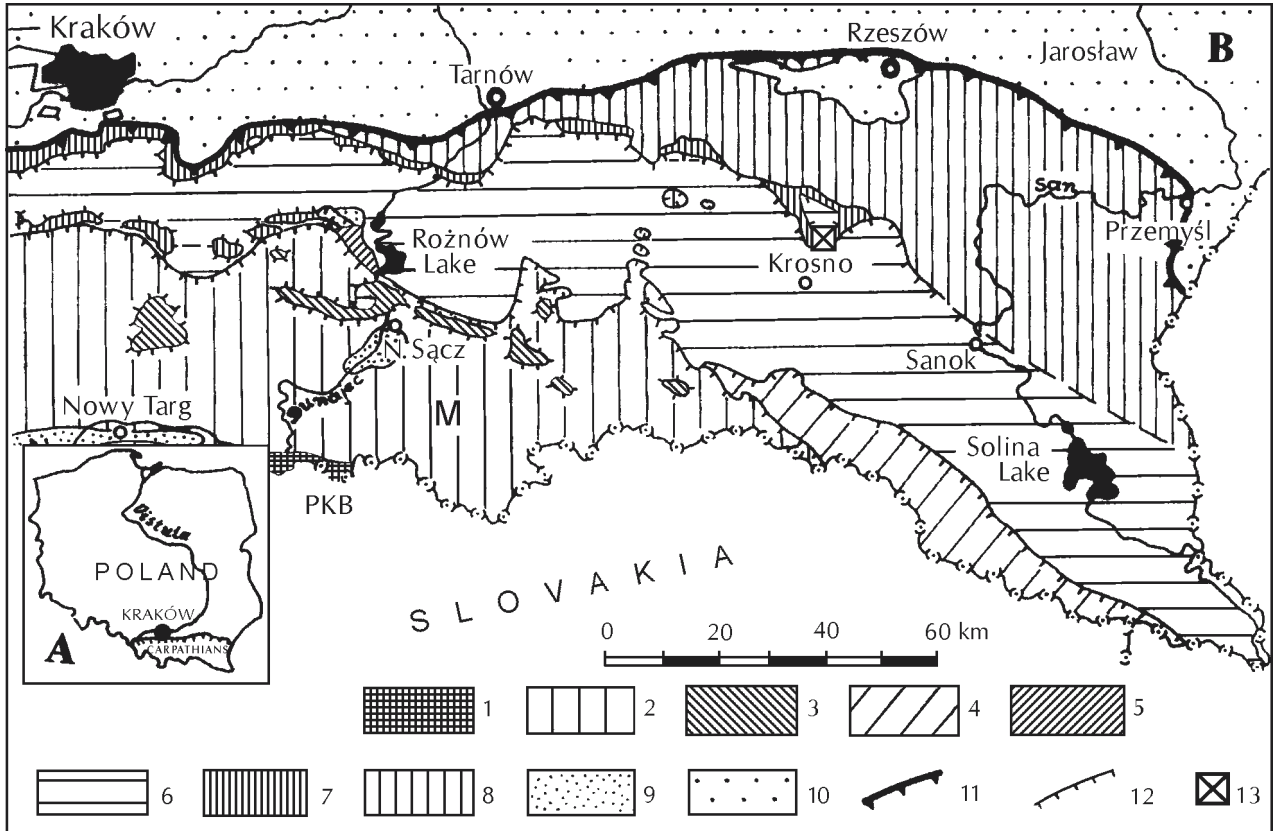 Kraków
Rzeszów
Jarosław
B
Tarnów
San
Przemyśl
Rożnów
Lake
Krosno
Sanok
N. Sącz
Dunajec
M
Nowy Targ
Solina
Lake
PKB
Vistula
POLAND
KRAKÓW
CARPATHIANS
A
SLOVAKIA
0 20 40 60 km
1 2 3 4 5
6 7 8 9 10 11 12 13